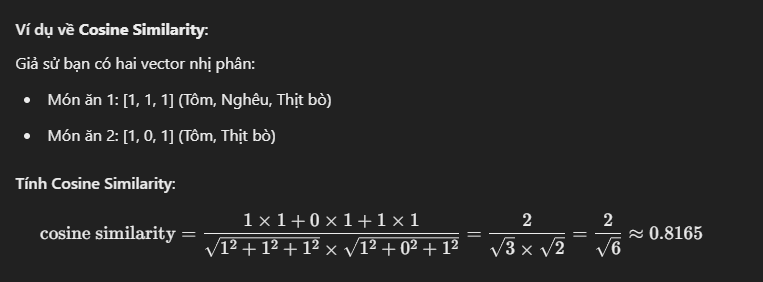 Ví dụ về Cosine Similarity:
Giả sử bạn có hai vector nhị phân:
• Món ăn 1: [1, 1, 1] (Tôm, Nghêu, Thịt bò)
• Món ăn 2: [1, 0, 1] (Tôm, Thịt bò)
Tính Cosine Similarity:
cosine similarity = (1 × 1 + 0 × 1 + 1 × 1) / (√(1² + 1² + 1²) × √(1² + 0² + 1²)) = 2 / (√3 × √2) = 2 / √6 ≈ 0.8165